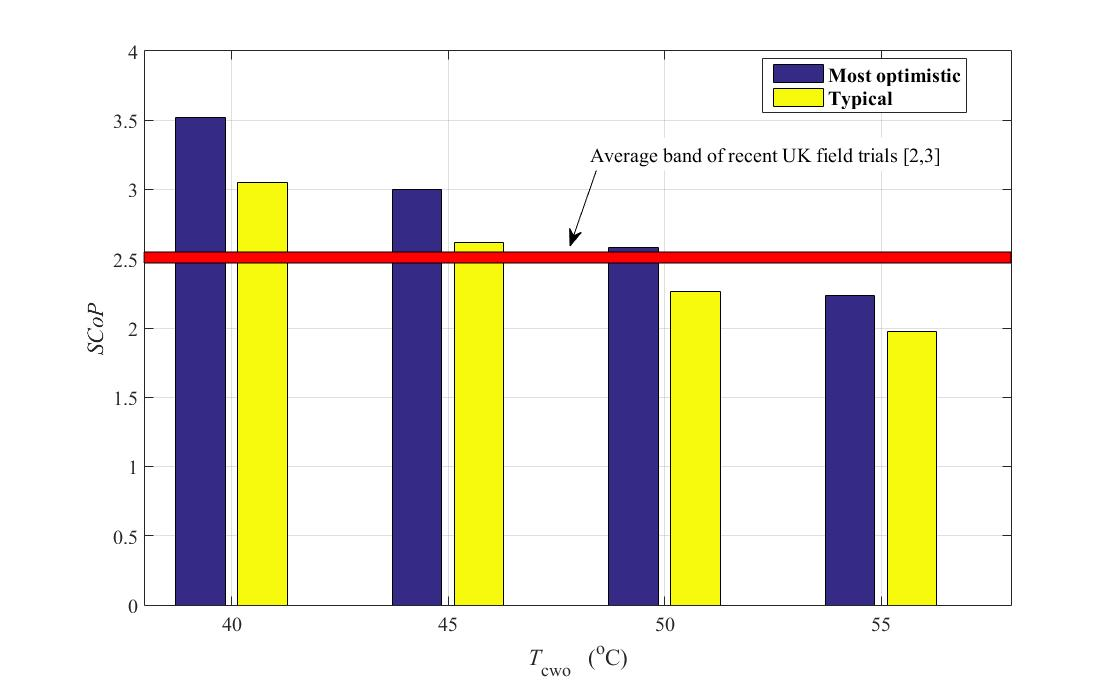 Most optimistic
Typical
Average band of recent UK field trials [2,3]
4
3.5
3
2.5
2
1.5
1
0.5
0
SCoP
40 45 50 55
Tcwo (oC)